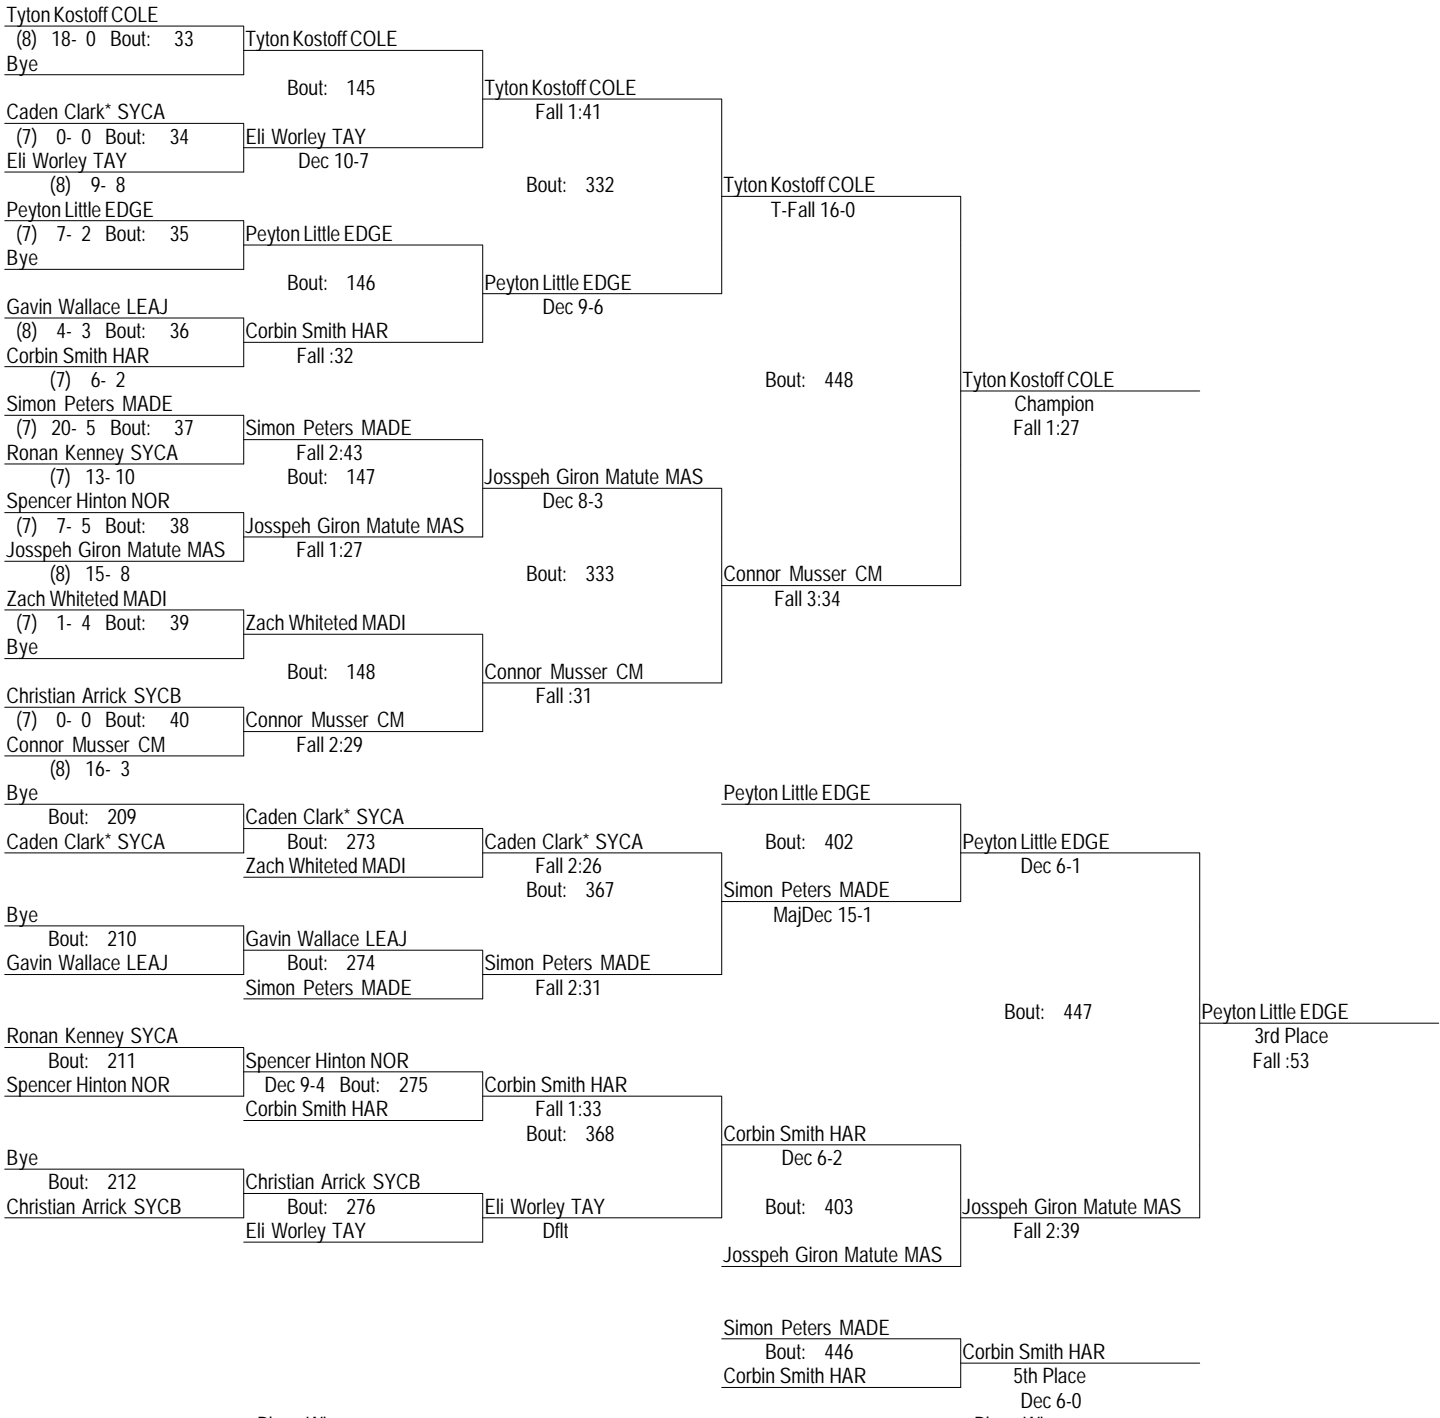 Tyton Kostoff COLE
(8) 18- 0 Bout: 33
Bye
Tyton Kostoff COLE
Bout: 145
Caden Clark* SYCA
(7) 0- 0 Bout: 34
Eli Worley TAY
(8) 9- 8
Eli Worley TAY
Dec 10-7
Tyton Kostoff COLE
Fall 1:41
Bout: 332
Peyton Little EDGE
(7) 7- 2 Bout: 35
Bye
Peyton Little EDGE
Bout: 146
Gavin Wallace LEAJ
(8) 4- 3 Bout: 36
Corbin Smith HAR
(7) 6- 2
Corbin Smith HAR
Fall :32
Peyton Little EDGE
Dec 9-6
Tyton Kostoff COLE
T-Fall 16-0
Bout: 448
Simon Peters MADE
(7) 20- 5 Bout: 37
Ronan Kenney SYCA
(7) 13- 10
Simon Peters MADE
Fall 2:43
Bout: 147
Spencer Hinton NOR
(7) 7- 5 Bout: 38
Josspeh Giron Matute MAS
(8) 15- 8
Josspeh Giron Matute MAS
Fall 1:27
Josspeh Giron Matute MAS
Dec 8-3
Bout: 333
Zach Whiteted MADI
(7) 1- 4 Bout: 39
Bye
Zach Whiteted MADI
Bout: 148
Christian Arrick SYCB
(7) 0- 0 Bout: 40
Connor Musser CM
(8) 16- 3
Connor Musser CM
Fall 2:29
Connor Musser CM
Fall :31
Connor Musser CM
Fall 3:34
Tyton Kostoff COLE
Champion
Fall 1:27
Bye
Bout: 209
Caden Clark* SYCA
Caden Clark* SYCA
Bout: 273
Zach Whiteted MADI
Caden Clark* SYCA
Fall 2:26
Bout: 367
Bye
Bout: 210
Gavin Wallace LEAJ
Gavin Wallace LEAJ
Bout: 274
Simon Peters MADE
Simon Peters MADE
Fall 2:31
Peyton Little EDGE
Bout: 402
Simon Peters MADE
MajDec 15-1
Peyton Little EDGE
Dec 6-1
Bout: 447
Ronan Kenney SYCA
Bout: 211
Spencer Hinton NOR
Spencer Hinton NOR
Dec 9-4 Bout: 275
Corbin Smith HAR
Corbin Smith HAR
Fall 1:33
Bout: 368
Bye
Bout: 212
Christian Arrick SYCB
Christian Arrick SYCB
Bout: 276
Eli Worley TAY
Eli Worley TAY
Dflt
Corbin Smith HAR
Dec 6-2
Bout: 403
Josspeh Giron Matute MAS
Josspeh Giron Matute MAS
Fall 2:39
Peyton Little EDGE
3rd Place
Fall :53
Simon Peters MADE
Bout: 446
Corbin Smith HAR
Corbin Smith HAR
5th Place
Dec 6-0